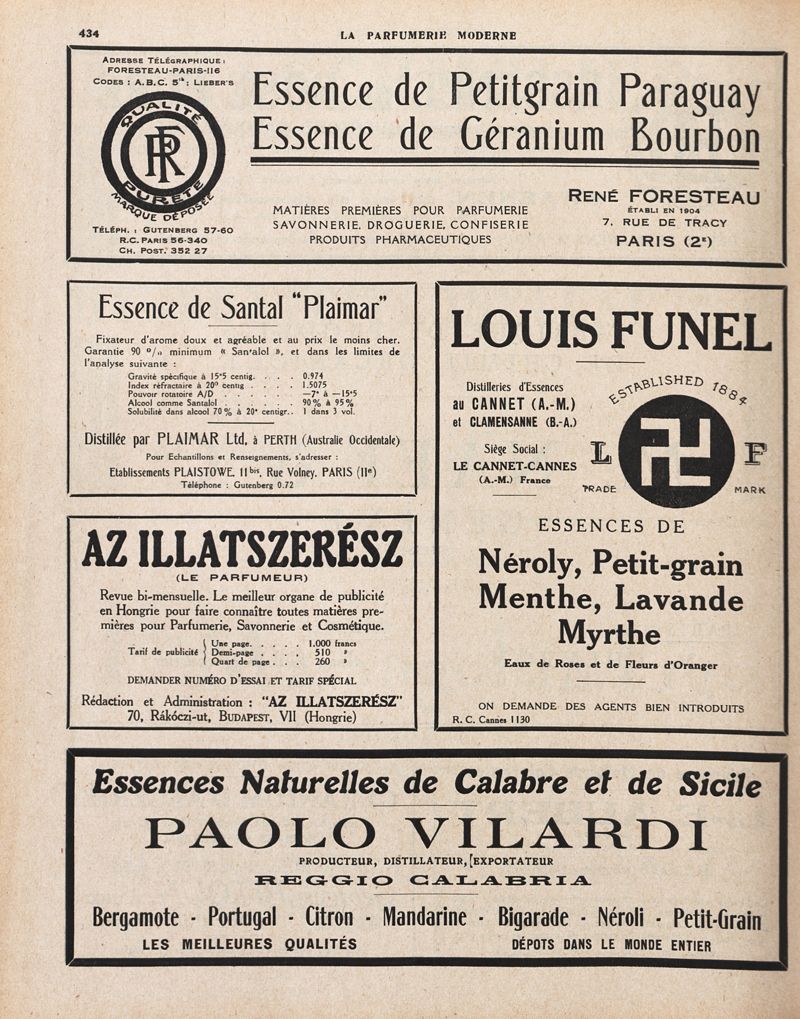 434
LA PARFUMERIE MODERNE
ADRESSE TÉLÉGRAPHIQUE :
FORESTEAU-PARIS-116
CODES : A.B.C. 5th; LIEBER'S
QUALITÉ
FR
PURETÉ
MARQUE DÉPOSÉE
TÉLÉPH. : GUTENBERG 57-60
R.C. PARIS 56-340
CH. POST. 352 27
Essence de Petitgrain Paraguay
Essence de Géranium Bourbon
MATIÈRES PREMIÈRES POUR PARFUMERIE
SAVONNERIE, DROGUERIE, CONFISERIE
PRODUITS PHARMACEUTIQUES
RENÉ FORESTEAU
ÉTABLI EN 1904
7, RUE DE TRACY
PARIS (2e)
Essence de Santal "Plaimar"
Fixateur d'arome doux et agréable et au prix le moins cher.
Garantie 90 º/o minimum « Santalol », et dans les limites de
l'analyse suivante :
Gravité spécifique à 15º5 centig. . . . 0.974
Index réfractaire à 20º centig . . . . 1.5075
Pouvoir rotatoire A/D . . . . . . —7º à —15º5
Alcool comme Santalol . . . . . . 90% à 95%
Solubilité dans alcool 70% à 20º centigr. . 1 dans 3 vol.
Distillée par PLAIMAR Ltd, à PERTH (Australie Occidentale)
Pour Echantillons et Renseignements, s'adresser :
Etablissements PLAISTOWE, 11bis, Rue Volney, PARIS (IIe)
Téléphone : Gutenberg 0.72
AZ ILLATSZERÉSZ
(LE PARFUMEUR)
Revue bi-mensuelle. Le meilleur organe de publicité
en Hongrie pour faire connaître toutes matières pre-
mières pour Parfumerie, Savonnerie et Cosmétique.
Tarif de publicité
Une page. . . . . 1.000 francs
Demi-page . . . . 510 »
Quart de page . . . 260 »
DEMANDER NUMÉRO D'ESSAI ET TARIF SPÉCIAL
Rédaction et Administration : "AZ ILLATSZERÉSZ"
70, Rákóczi-ut, BUDAPEST, VII (Hongrie)
LOUIS FUNEL
Distilleries d'Essences
au CANNET (A.-M.)
et CLAMENSANNE (B.-A.)
Siège Social :
LE CANNET-CANNES
(A.-M.) France
ESTABLISHED 1884
L F
TRADE MARK
ESSENCES DE
Néroly, Petit-grain
Menthe, Lavande
Myrthe
Eaux de Roses et de Fleurs d'Oranger
ON DEMANDE DES AGENTS BIEN INTRODUITS
R. C. Cannes 1130
Essences Naturelles de Calabre et de Sicile
PAOLO VILARDI
PRODUCTEUR, DISTILLATEUR, EXPORTATEUR
REGGIO CALABRIA
Bergamote - Portugal - Citron - Mandarine - Bigarade - Néroli - Petit-Grain
LES MEILLEURES QUALITÉS
DÉPOTS DANS LE MONDE ENTIER